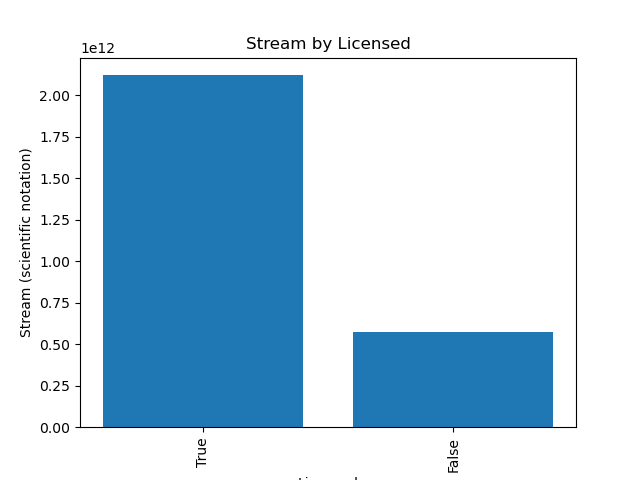 Stream by Licensed
1e12
2.00
1.75
1.50
1.25
1.00
0.75
0.50
0.25
0.00
Stream (scientific notation)
True
False